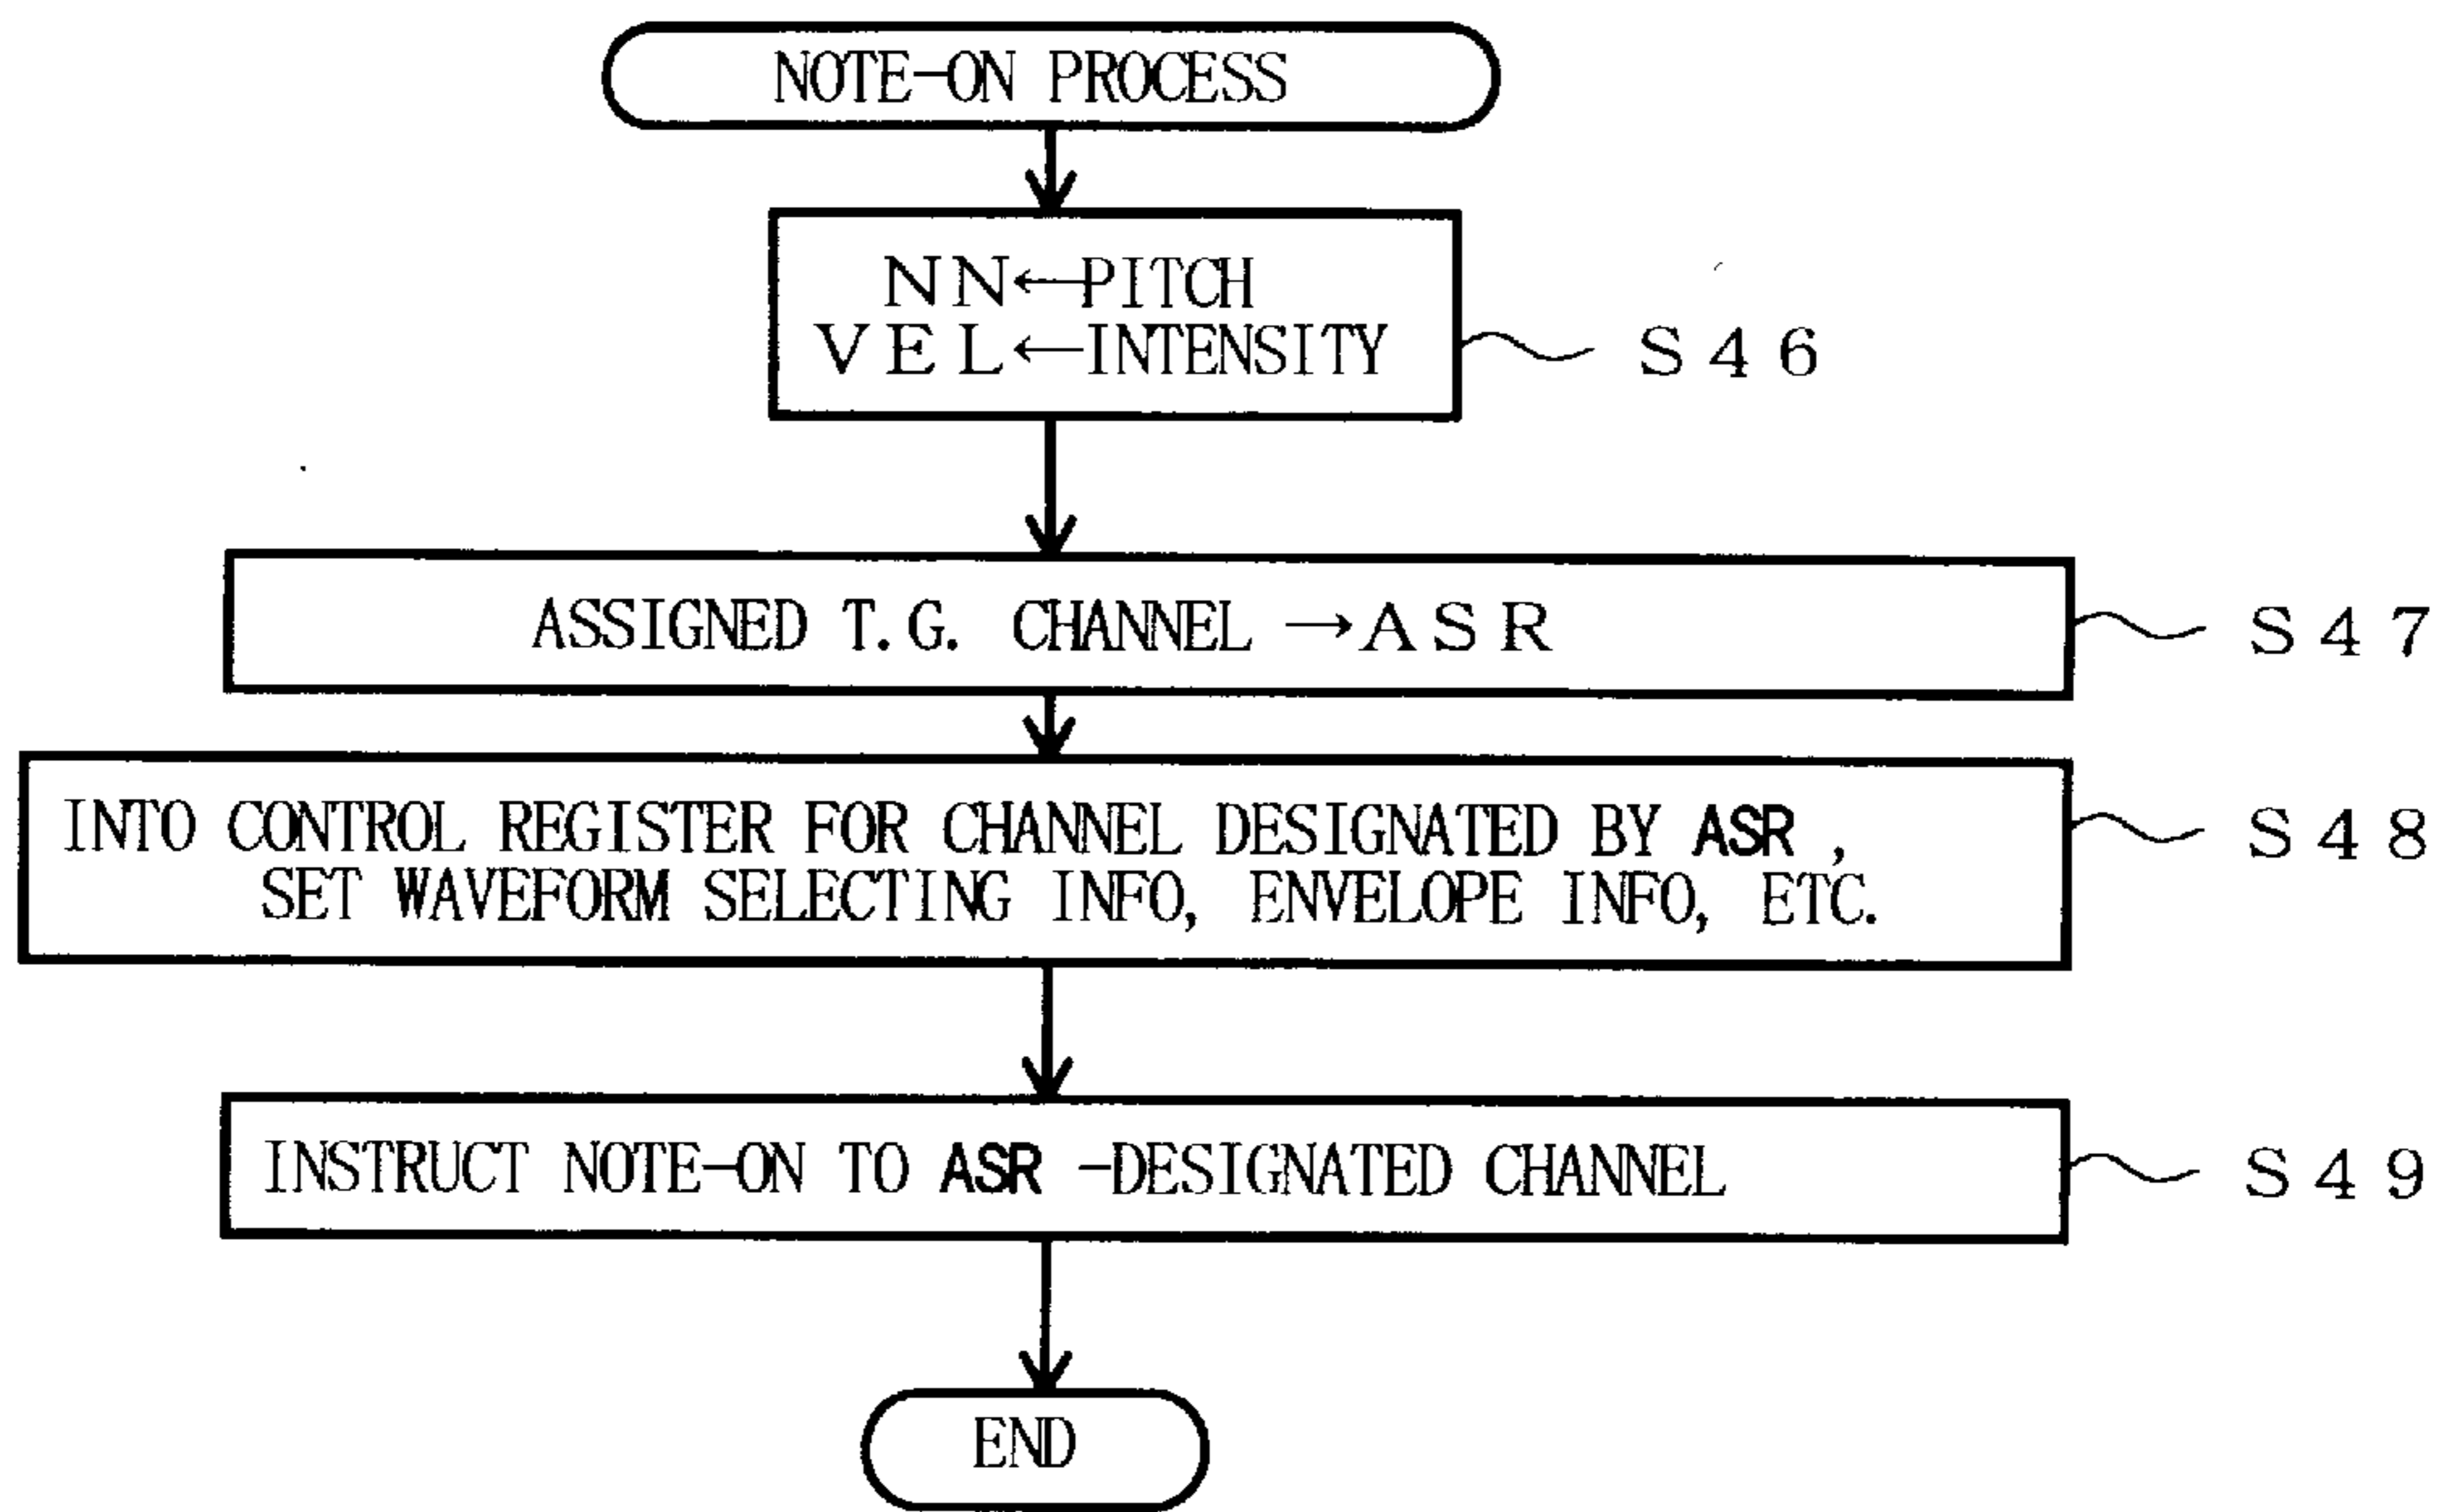 NOTE-ON PROCESS
NN←PITCH
VEL←INTENSITY
S46
ASSIGNED T.G. CHANNEL →ASR
S47
INTO CONTROL REGISTER FOR CHANNEL DESIGNATED BY ASR ,
SET WAVEFORM SELECTING INFO, ENVELOPE INFO, ETC.
S48
INSTRUCT NOTE-ON TO ASR -DESIGNATED CHANNEL
S49
END